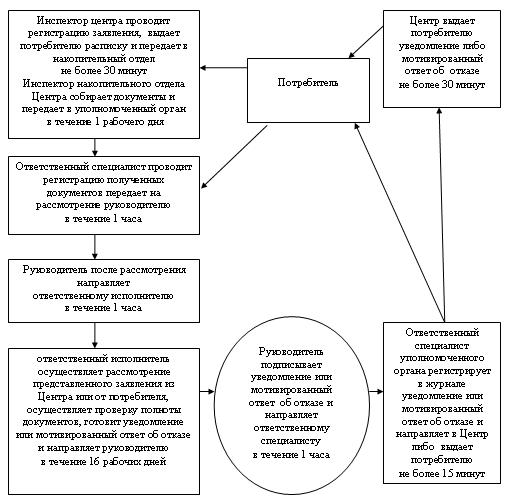 Инспектор центра проводит
регистрацию заявления, выдает
потребителю расписку и передает в
накопительный отдел
не более 30 минут
Инспектор накопительного отдела
Центра собирает документы и
передает в уполномоченный орган
в течение 1 рабочего дня
Потребитель
Центр выдает
потребителю
уведомление либо
мотивированный
ответ об отказе
не более 30 минут
Ответственный специалист проводит
регистрацию полученных
документов передает на
рассмотрение руководителю
в течение 1 часа
Руководитель после рассмотрения
направляет
ответственному исполнителю
в течение 1 часа
ответственный исполнитель
осуществляет рассмотрение
представленного заявления из
Центра или от потребителя,
осуществляет проверку полноты
документов, готовит уведомление
или мотивированный ответ об отказе
и направляет руководителю
в течение 16 рабочих дней
Руководитель
подписывает
уведомление или
мотивированный
ответ об отказе и
направляет
ответственному
специалисту
в течение 1 часа
Ответственный
специалист
уполномоченного
органа регистрирует
в журнале
уведомление или
мотивированный
ответ об отказе и
направляет в Центр
либо выдает
потребителю
не более 15 минут